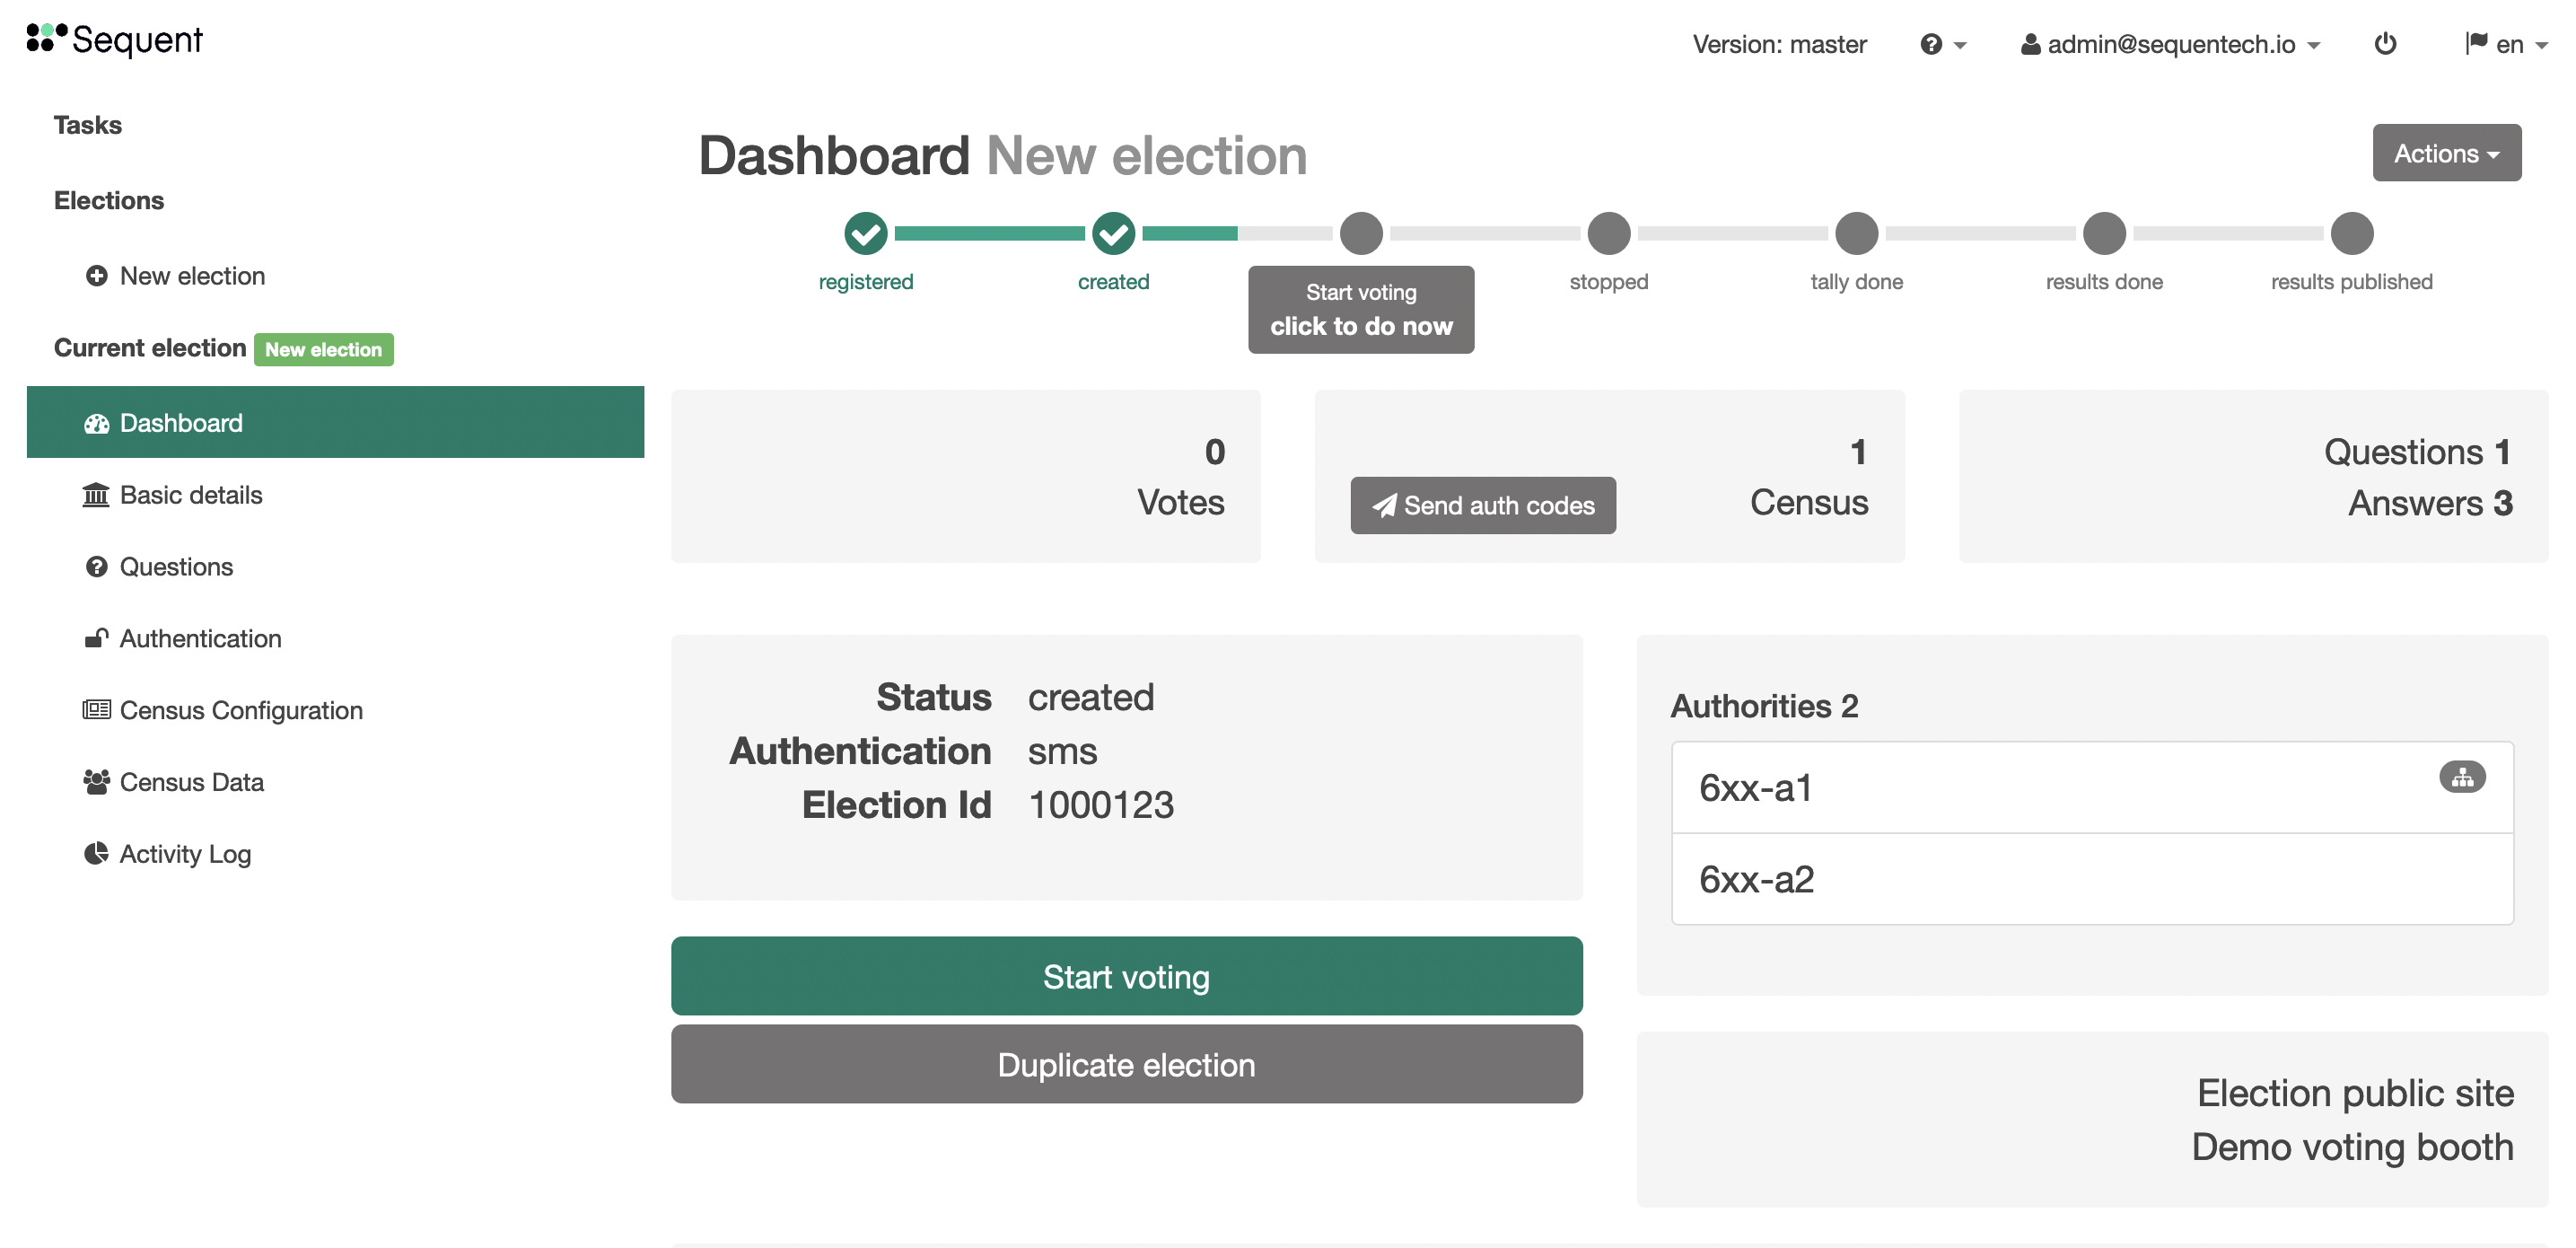 Sequent
Version: master
admin@sequentech.io
en
Tasks
Elections
New election
Current election New election
Dashboard
Basic details
Questions
Authentication
Census Configuration
Census Data
Activity Log
Dashboard New election
Actions
registered
created
Start voting
click to do now
stopped
tally done
results done
results published
0
Votes
Send auth codes
1
Census
Questions 1
Answers 3
Status created
Authentication sms
Election Id 1000123
Start voting
Duplicate election
Authorities 2
6xx-a1
6xx-a2
Election public site
Demo voting booth